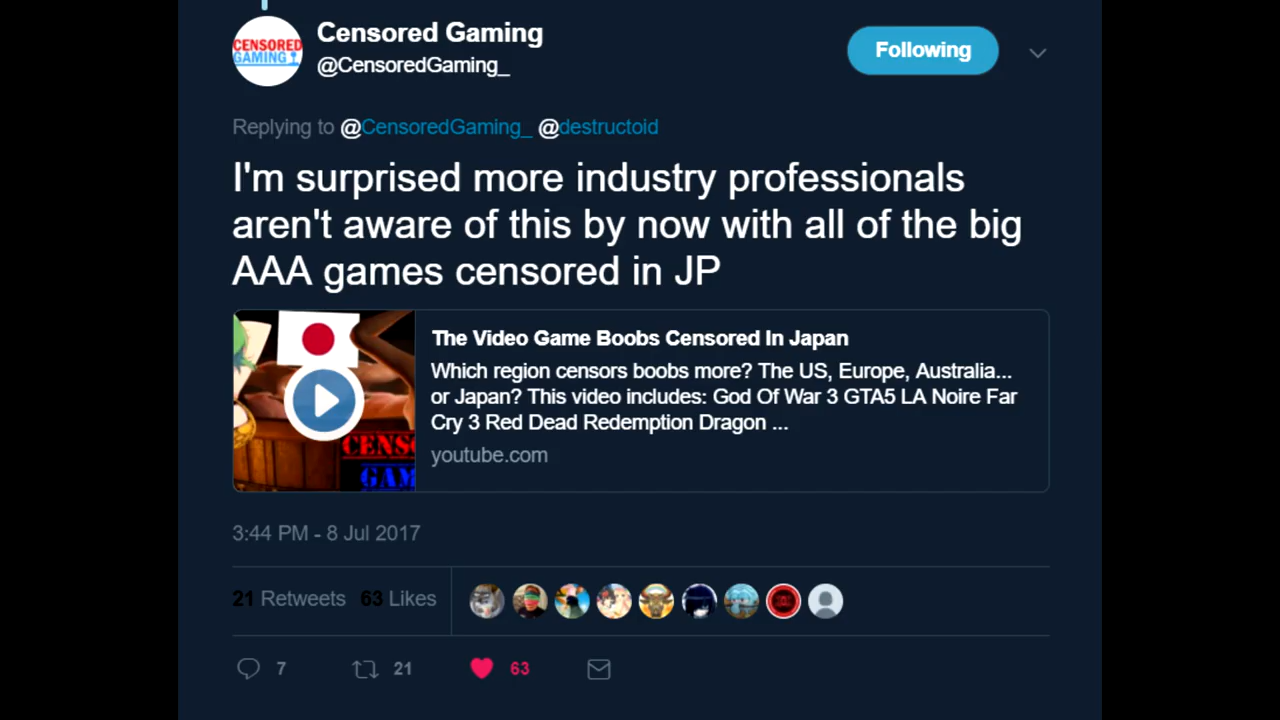 Censored Gaming
@CensoredGaming_
CENSORED
GAMING
Following
Replying to @CensoredGaming_ @destructoid
I'm surprised more industry professionals
aren't aware of this by now with all of the big
AAA games censored in JP
CENSO
GAM
The Video Game Boobs Censored In Japan
Which region censors boobs more? The US, Europe, Australia...
or Japan? This video includes: God Of War 3 GTA5 LA Noire Far
Cry 3 Red Dead Redemption Dragon ...
youtube.com
3:44 PM - 8 Jul 2017
21 Retweets 63 Likes
7 21 63